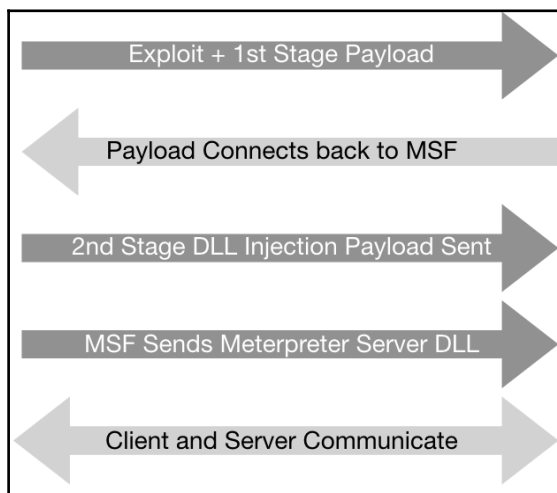 Exploit + 1st Stage Payload
Payload Connects back to MSF
2nd Stage DLL Injection Payload Sent
MSF Sends Meterpreter Server DLL
Client and Server Communicate